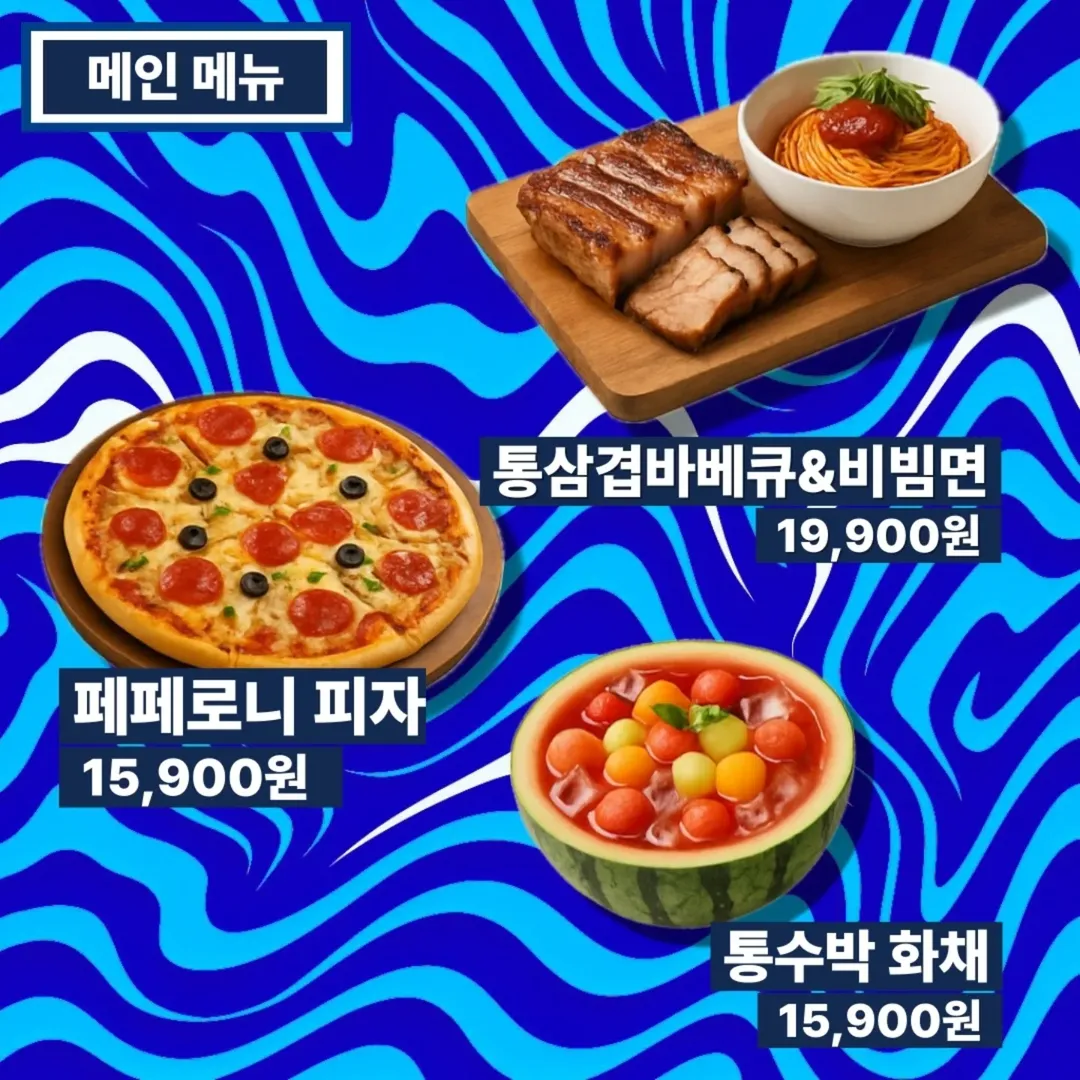 메인 메뉴
통삼겹바베큐&비빔면
19,900원
페페로니 피자
15,900원
통수박 화채
15,900원